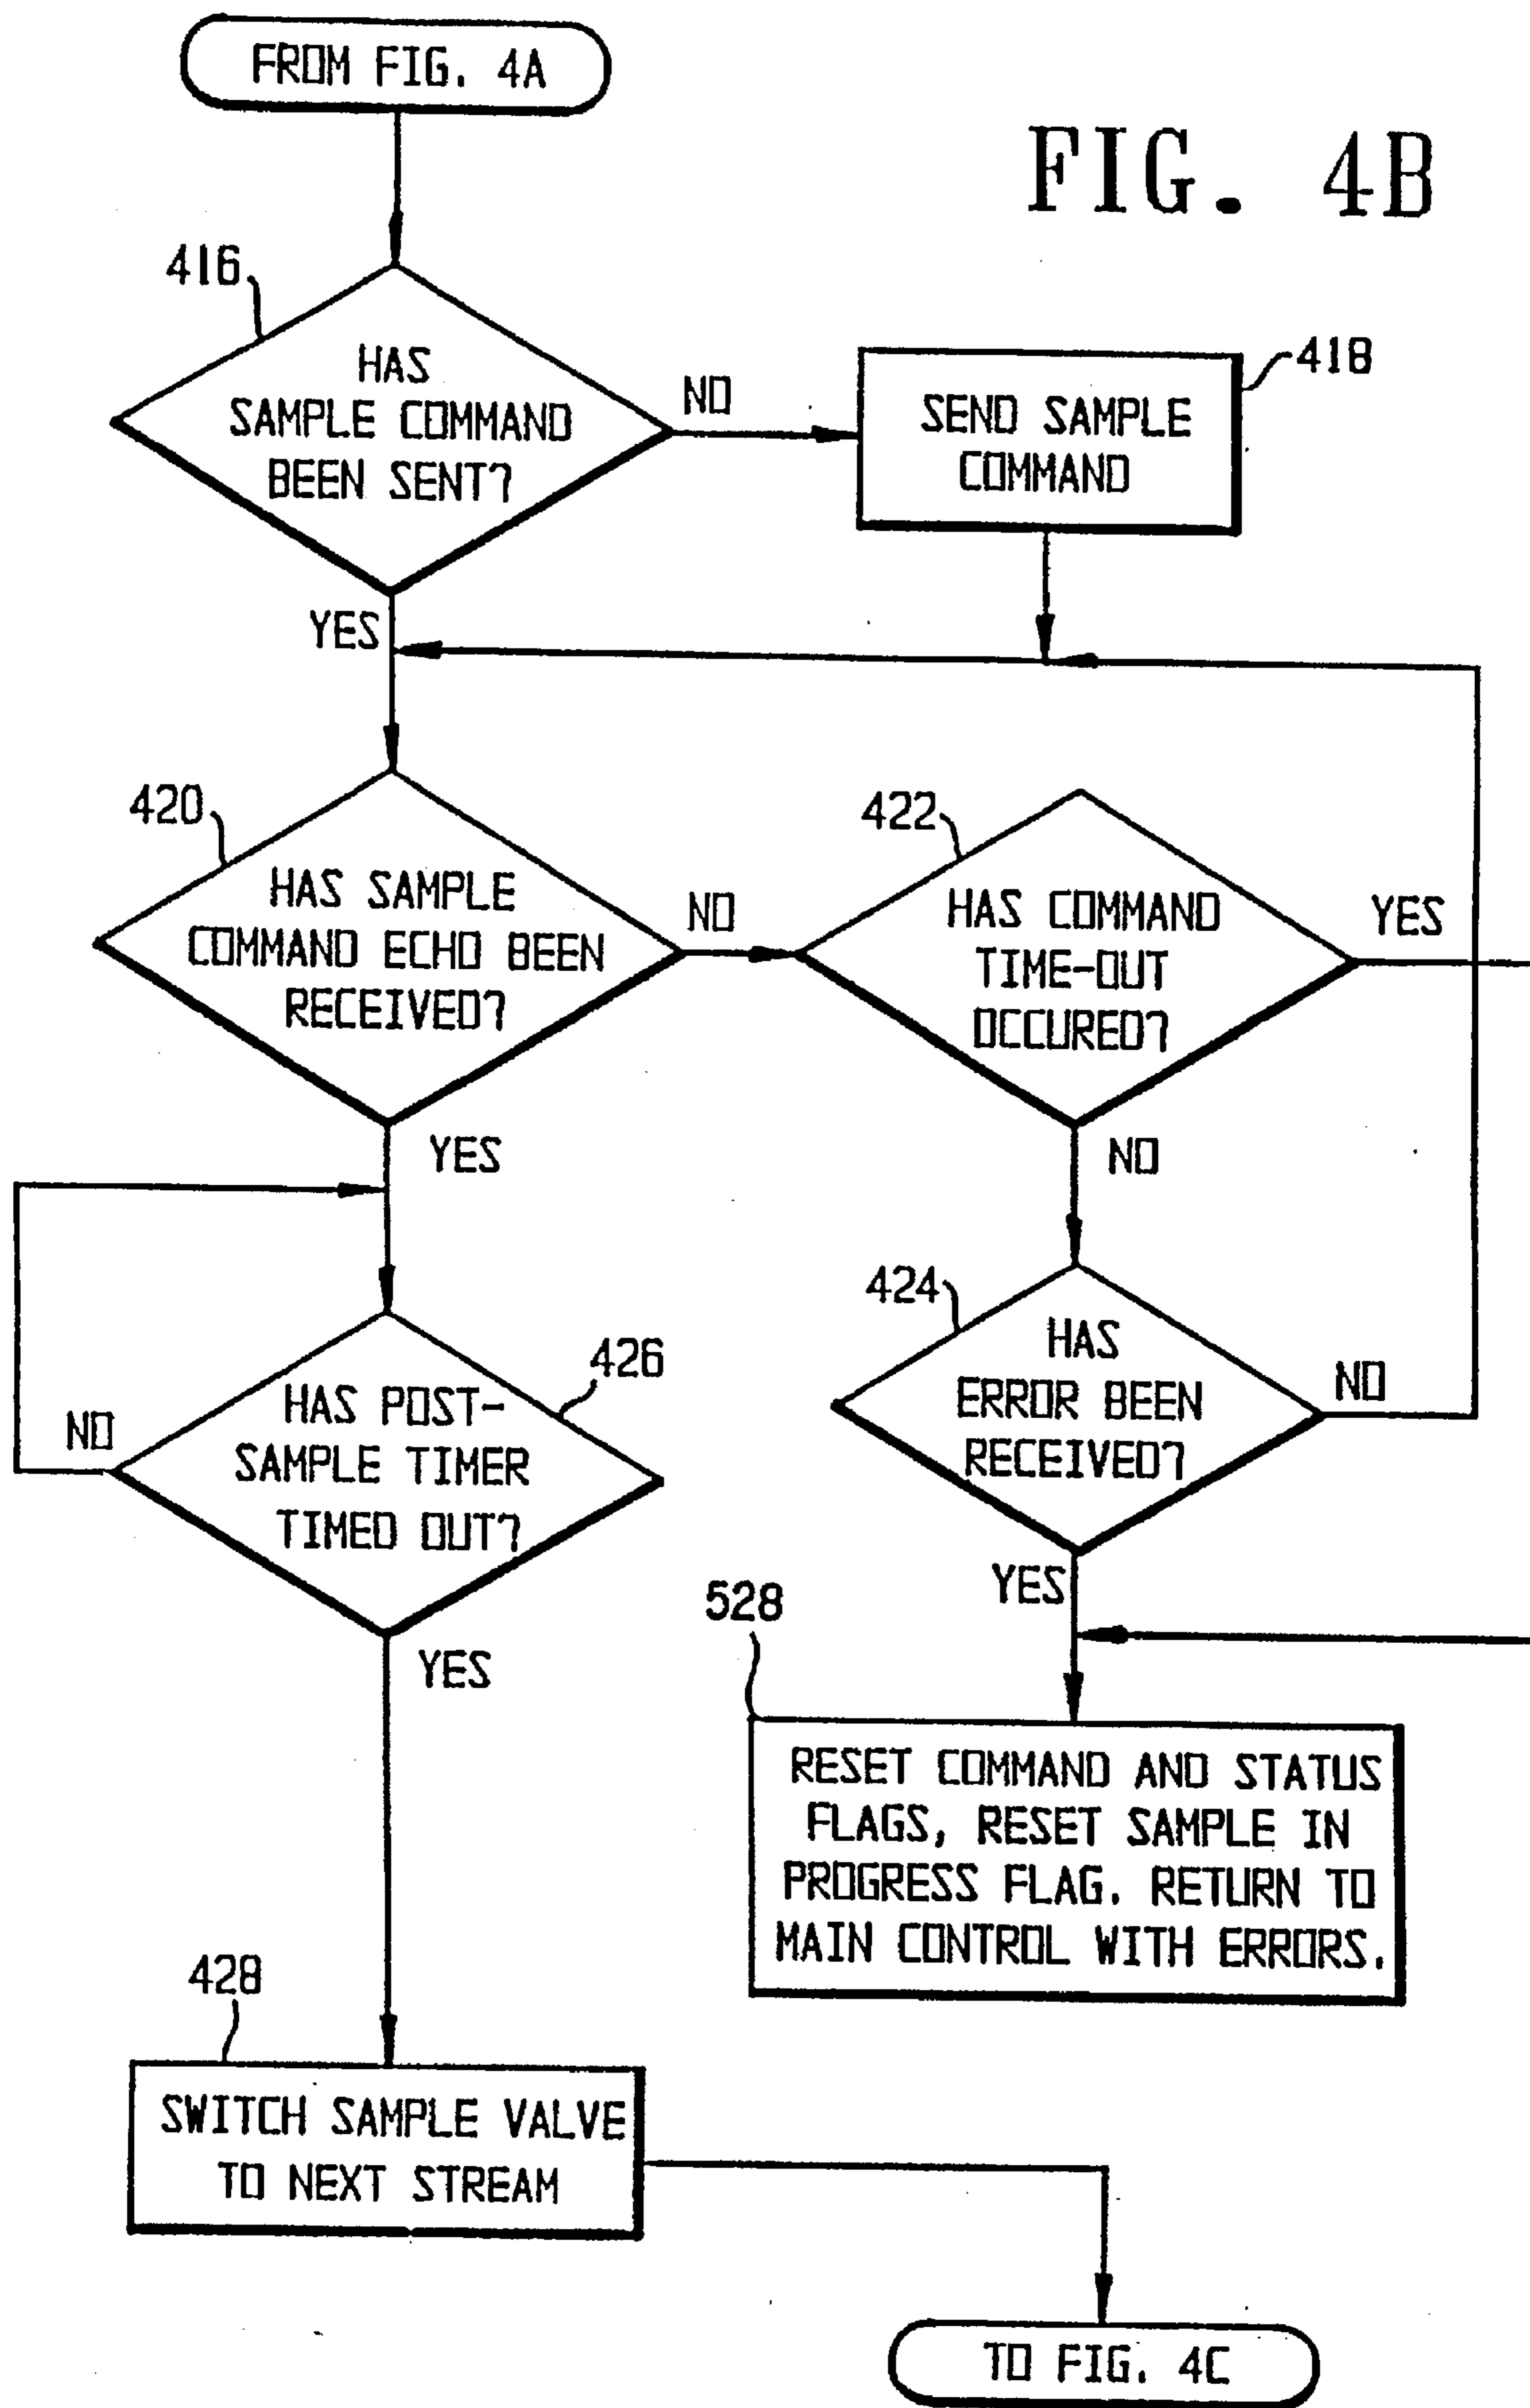 FROM FIG. 4A
FIG. 4B
416
HAS
SAMPLE COMMAND
BEEN SENT?
NO
418
SEND SAMPLE
COMMAND
YES
420
HAS SAMPLE
COMMAND ECHO BEEN
RECEIVED?
NO
422
HAS COMMAND
TIME-OUT
OCCURED?
YES
YES
NO
424
HAS
ERROR BEEN
RECEIVED?
NO
426
HAS POST-
SAMPLE TIMER
TIMED OUT?
NO
YES
YES
528
RESET COMMAND AND STATUS
FLAGS, RESET SAMPLE IN
PROGRESS FLAG. RETURN TO
MAIN CONTROL WITH ERRORS.
428
SWITCH SAMPLE VALVE
TO NEXT STREAM
TO FIG. 4C